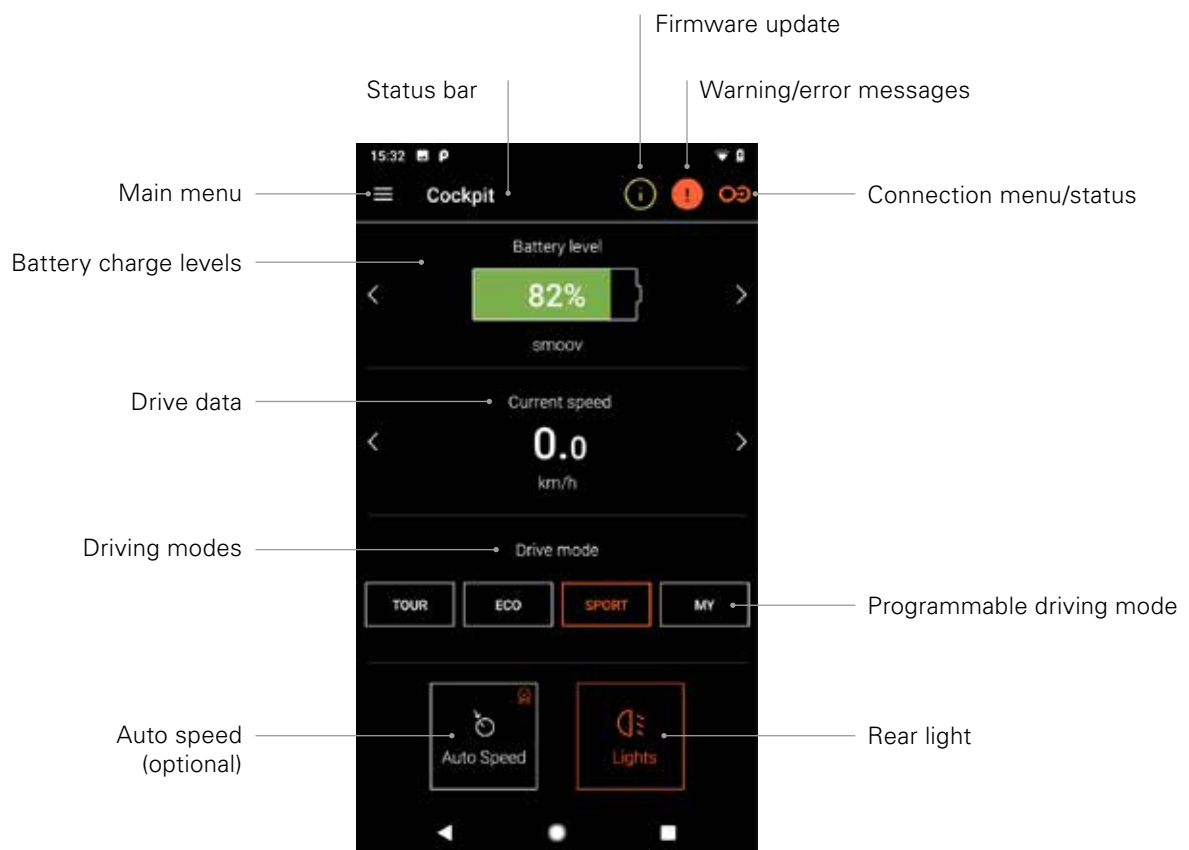 Firmware update
Status bar
Warning/error messages
15:32
Main menu
Cockpit
Connection menu/status
Battery level
Battery charge levels
82%
smoov
Drive data
Current speed
0.0
km/h
Driving modes
Drive mode
TOUR
ECO
SPORT
MY
Programmable driving mode
Auto speed
(optional)
Auto Speed
Lights
Rear light